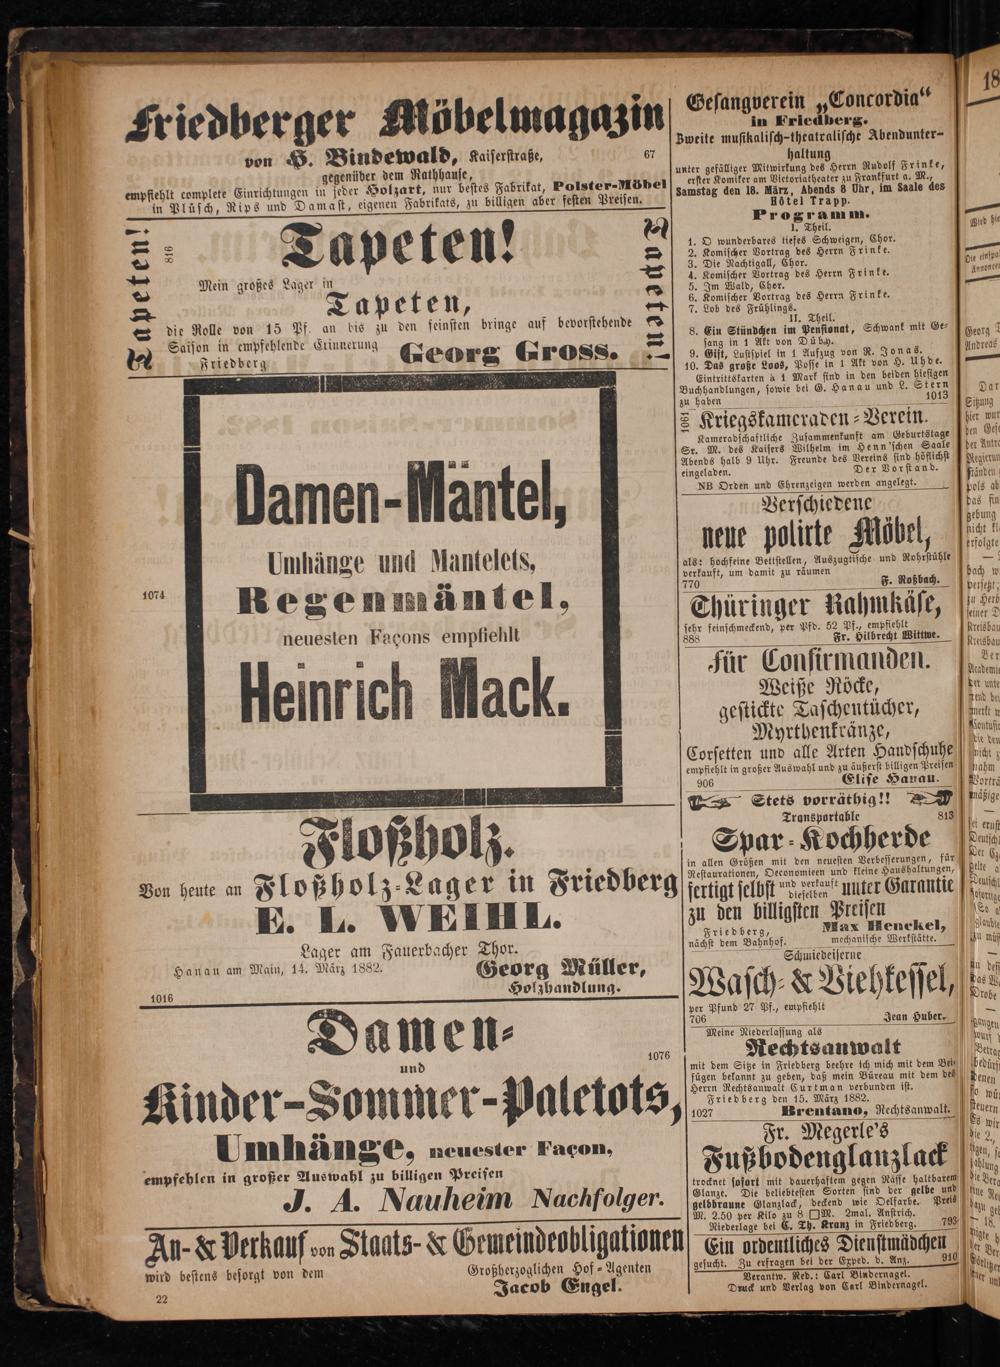 Friedberger Möbelmagazin
von H. Bindewald, Kaiserstraße, 67
gegenüber dem Rathhause,
empfiehlt complete Einrichtungen in jeder Holzart, nur bestes Fabrikat, Polster-Möbel
in Plüsch, Rips und Damast, eigenen Fabrikats, zu billigen aber festen Preisen.
Tapeten!
816
Tapeten!
Tapeten!
Mein großes Lager in
Tapeten,
die Rolle von 15 Pf. an bis zu den feinsten bringe auf bevorstehende
Saison in empfehlende Erinnerung
Friedberg
Georg Gross.
Damen-Mäntel,
Umhänge und Mantelets,
1074
Regenmäntel,
neuesten Façons empfiehlt
Heinrich Mack.
Floßholz.
Von heute an Floßholz-Lager in Friedberg
E. L. WEIHL.
Lager am Fauerbacher Thor.
Hanau am Main, 14. März 1882.
Georg Müller,
Holzhandlung.
1016
Damen-
und
1076
Kinder-Sommer-Paletots,
Umhänge, neuester Façon,
empfehlen in großer Auswahl zu billigen Preisen
J. A. Nauheim Nachfolger.
An- & Verkauf von Staats- & Gemeindeobligationen
wird bestens besorgt von dem
Großherzoglichen Hof-Agenten
Jacob Engel.
22
Gesangverein „Concordia“
in Friedberg.
Zweite musikalisch-theatralische Abendunter-
haltung
unter gefälliger Mitwirkung des Herrn Rudolf Frinke,
erster Komiker am Victoriatheater zu Frankfurt a. M.,
Samstag den 18. März, Abends 8 Uhr, im Saale des
Hôtel Trapp.
Programm.
I. Theil.
1. O wunderbares tiefes Schweigen, Chor.
2. Komischer Vortrag des Herrn Frinke.
3. Die Nachtigall, Chor.
4. Komischer Vortrag des Herrn Frinke.
5. Im Wald, Chor.
6. Komischer Vortrag des Herrn Frinke.
7. Lob des Frühlings.
II. Theil.
8. Ein Stündchen im Pensionat, Schwank mit Ge-
sang in 1 Akt von Düby.
9. Gift, Lustspiel in 1 Aufzug von R. Jonas.
10. Das große Loos, Posse in 1 Akt von H. Uhde.
Eintrittskarten à 1 Mark sind in den beiden hiesigen
Buchhandlungen, sowie bei G. Hanau und L. Stern
zu haben 1013
1061
Kriegskameraden-Verein.
Kameradschaftliche Zusammenkunft am Geburtstage
Sr. M. des Kaisers Wilhelm im Henn'schen Saale
Abends halb 9 Uhr. Freunde des Vereins sind höflichst
eingeladen. Der Vorstand.
NB Orden und Ehrenzeigen werden angelegt.
Verschiedene
neue polirte Möbel,
als: hochfeine Bettstellen, Auszugtische und Rohrstühle
verkauft, um damit zu räumen
770 F. Roßbach.
Thüringer Rahmkäse,
sehr feinschmeckend, per Pfd. 52 Pf., empfiehlt
888 Fr. Hilbrecht Wittwe.
Für Confirmanden.
Weiße Röcke,
gestickte Taschentücher,
Myrthenkränze,
Corsetten und alle Arten Handschuhe
empfiehlt in großer Auswahl und zu äußerst billigen Preisen
906 Elise Hanau.
Stets vorräthig!!
Transportable 813
Spar-Kochherde
in allen Größen mit den neuesten Verbesserungen, für
Restaurationen, Oeconomieen und kleine Haushaltungen,
fertigt selbst und verkauft dieselben unter Garantie
zu den billigsten Preisen
Friedberg, Max Henckel,
nächst dem Bahnhof. mechanische Werkstätte.
Schmiedeiserne
Wasch- & Viehkessel,
per Pfund 27 Pf., empfiehlt
706 Jean Huber.
Meine Niederlassung als
Rechtsanwalt
mit dem Sitze in Friedberg beehre ich mich mit dem Bei-
fügen bekannt zu geben, daß mein Büreau mit dem des
Herrn Rechtsanwalt Curtman verbunden ist.
Friedberg den 15. März 1882.
1027 Brentano, Rechtsanwalt.
Fr. Megerle's
Fußbodenglanzlack
trocknet sofort mit dauerhaftem gegen Nässe haltbarem
Glanze. Die beliebtesten Sorten sind der gelbe und
gelbbraune Glanzlack, deckend wie Oelfarbe. Preis
M. 2.50 per Kilo zu 8 □M. 2mal. Anstrich.
Niederlage bei C. Th. Kranz in Friedberg. 793
Ein ordentliches Dienstmädchen
gesucht. Zu erfragen bei der Exped. d. Anz. 910
Verantw. Red.: Carl Bindernagel.
Druck und Verlag von Carl Bindernagel.
18